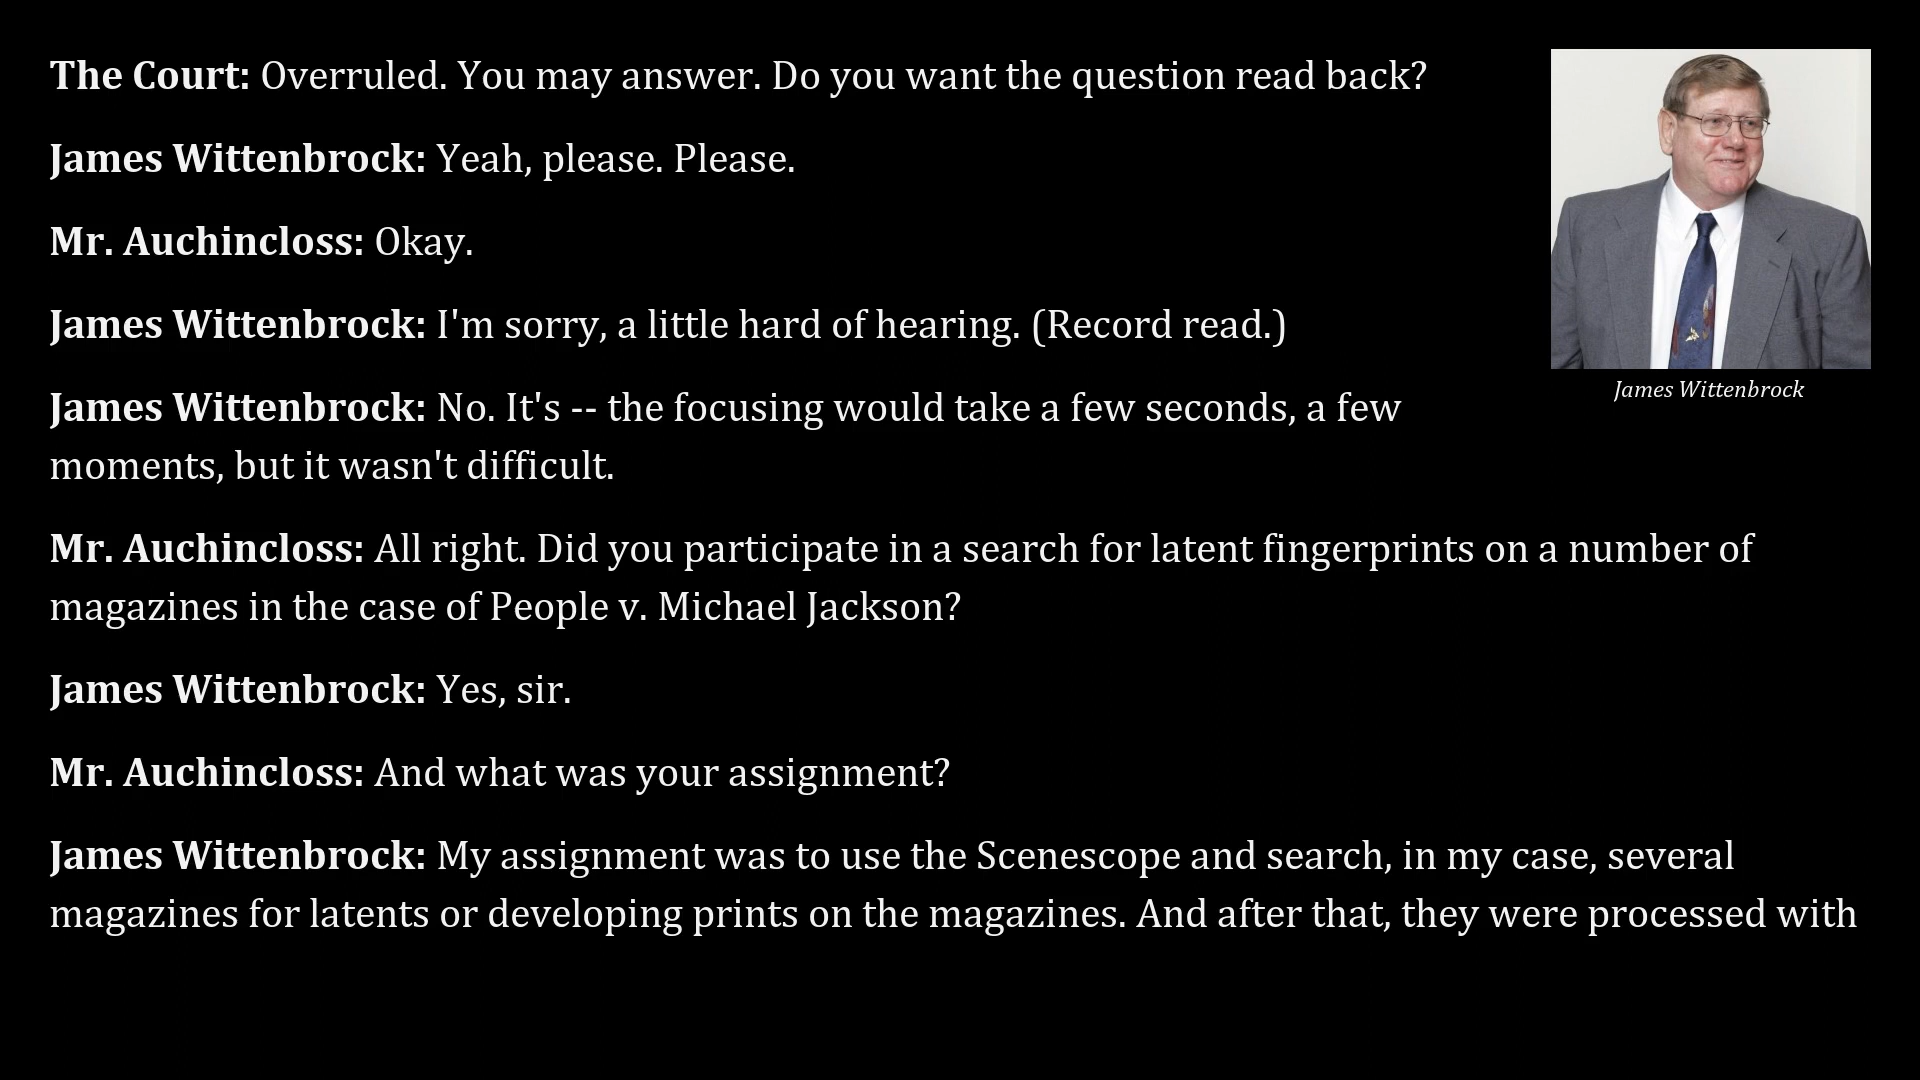 The Court: Overruled. You may answer. Do you want the question read back?
James Wittenbrock: Yeah, please. Please.
Mr. Auchincloss: Okay.
James Wittenbrock: I'm sorry, a little hard of hearing. (Record read.)
James Wittenbrock: No. It's -- the focusing would take a few seconds, a few
moments, but it wasn't difficult.
James Wittenbrock
Mr. Auchincloss: All right. Did you participate in a search for latent fingerprints on a number of
magazines in the case of People v. Michael Jackson?
James Wittenbrock: Yes, sir.
Mr. Auchincloss: And what was your assignment?
James Wittenbrock: My assignment was to use the Scenescope and search, in my case, several
magazines for latents or developing prints on the magazines. And after that, they were processed with